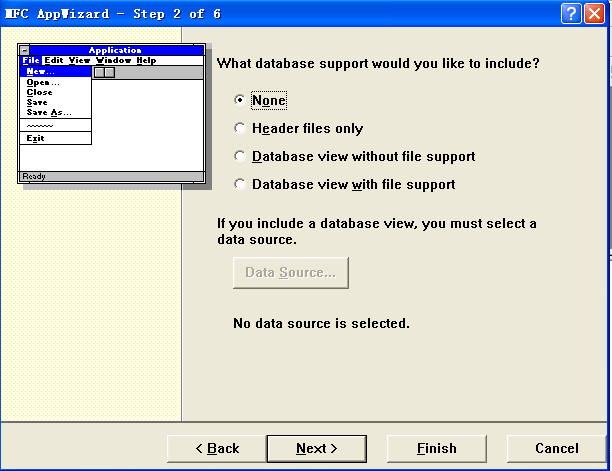 MFC AppWizard - Step 2 of 6
Application
File Edit View Window Help
New...
Open...
Close
Save
Save As...
Exit
Ready
What database support would you like to include?
None
Header files only
Database view without file support
Database view with file support
If you include a database view, you must select a
data source.
Data Source...
No data source is selected.
< Back
Next >
Finish
Cancel